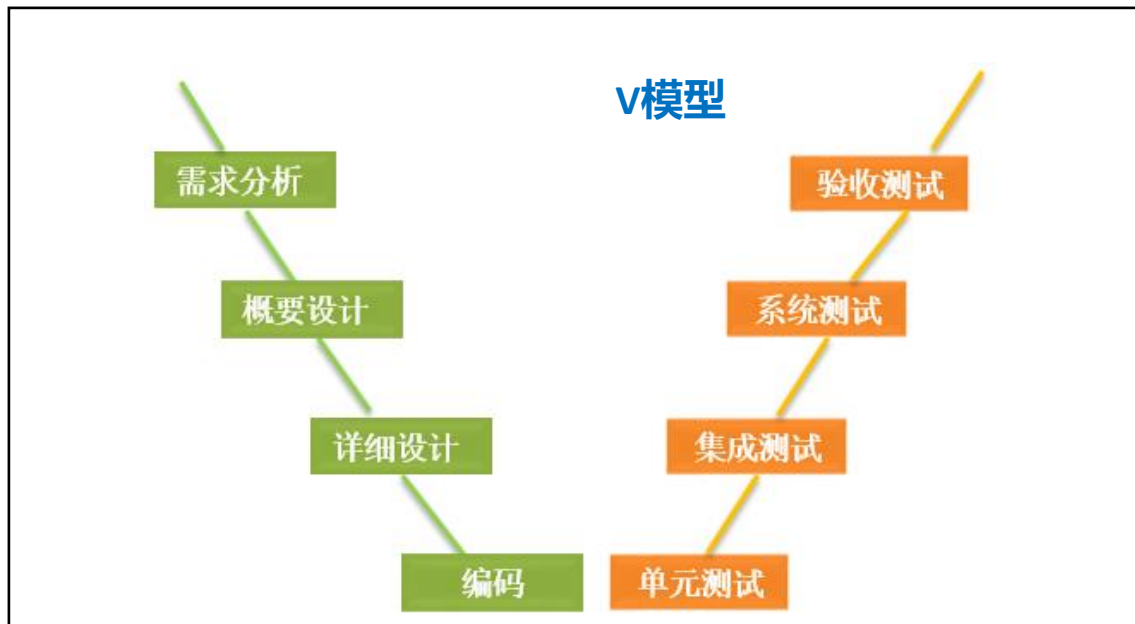 V模型
需求分析
验收测试
概要设计
系统测试
详细设计
集成测试
编码
单元测试